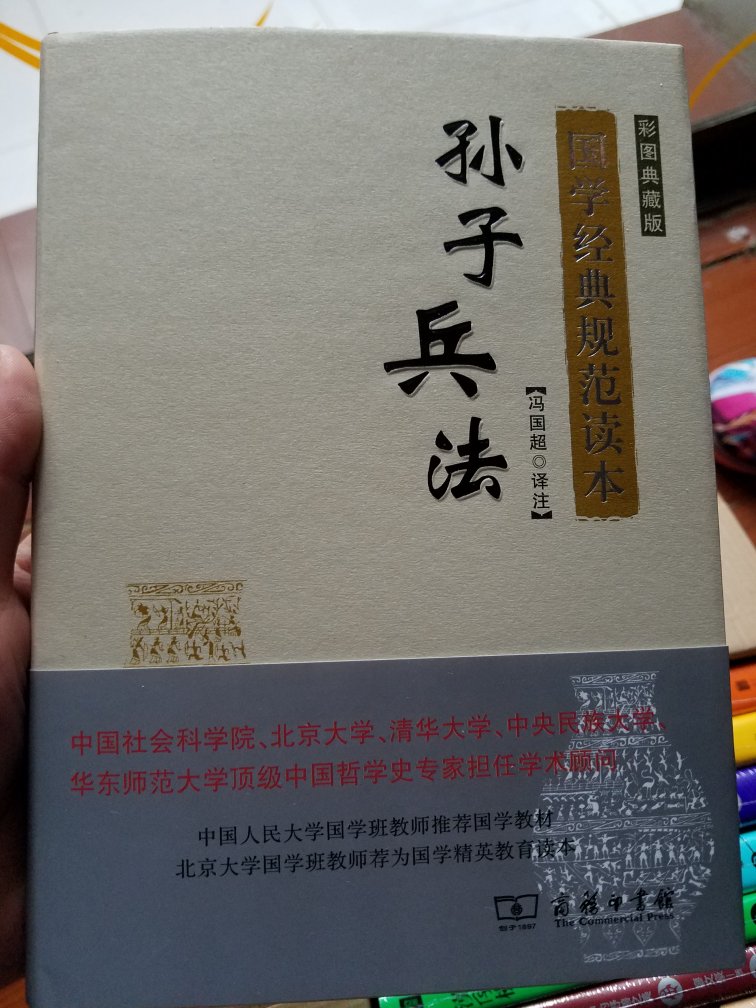 彩图典藏版
国学经典规范读本
孙子兵法
【冯国超◎译注】
中国社会科学院、北京大学、清华大学、中央民族大学、
华东师范大学顶级中国哲学史专家担任学术顾问
中国人民大学国学班教师推荐国学教材
北京大学国学班教师荐为国学精英教育读本
创于1897
商務印書館
The Commercial Press